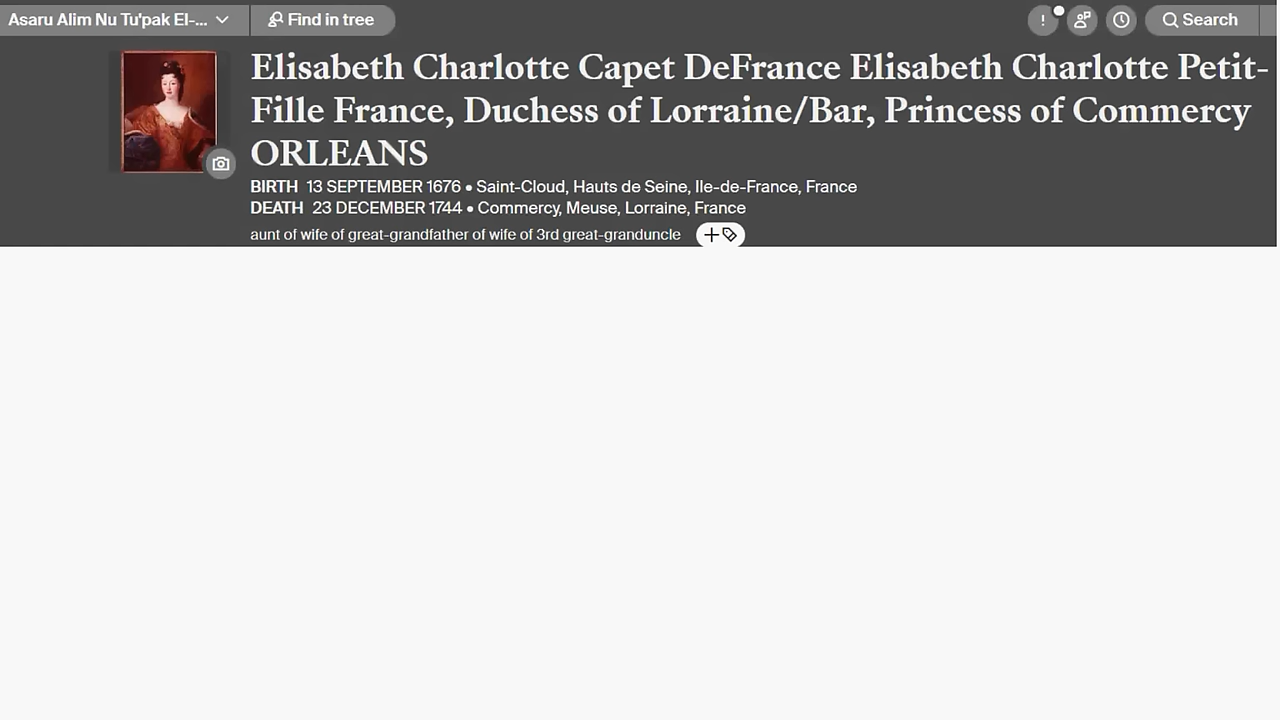 Asaru Alim Nu Tu'pak El-...
Find in tree
!
Search
Elisabeth Charlotte Capet DeFrance Elisabeth Charlotte Petit-
Fille France, Duchess of Lorraine/Bar, Princess of Commercy
ORLEANS
BIRTH 13 SEPTEMBER 1676 • Saint-Cloud, Hauts de Seine, Ile-de-France, France
DEATH 23 DECEMBER 1744 • Commercy, Meuse, Lorraine, France
aunt of wife of great-grandfather of wife of 3rd great-granduncle